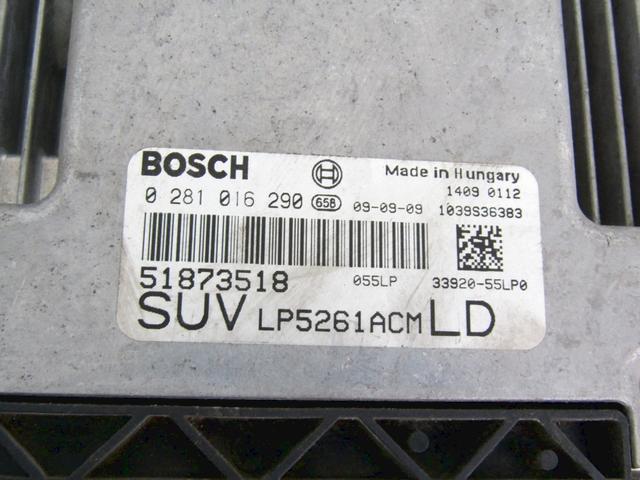 BOSCH Made in Hungary
1409 0112
0 281 016 290 65B 09-09-09 1039S36383
51873518 055LP 33920-55LP0
SUV LP5261ACM LD